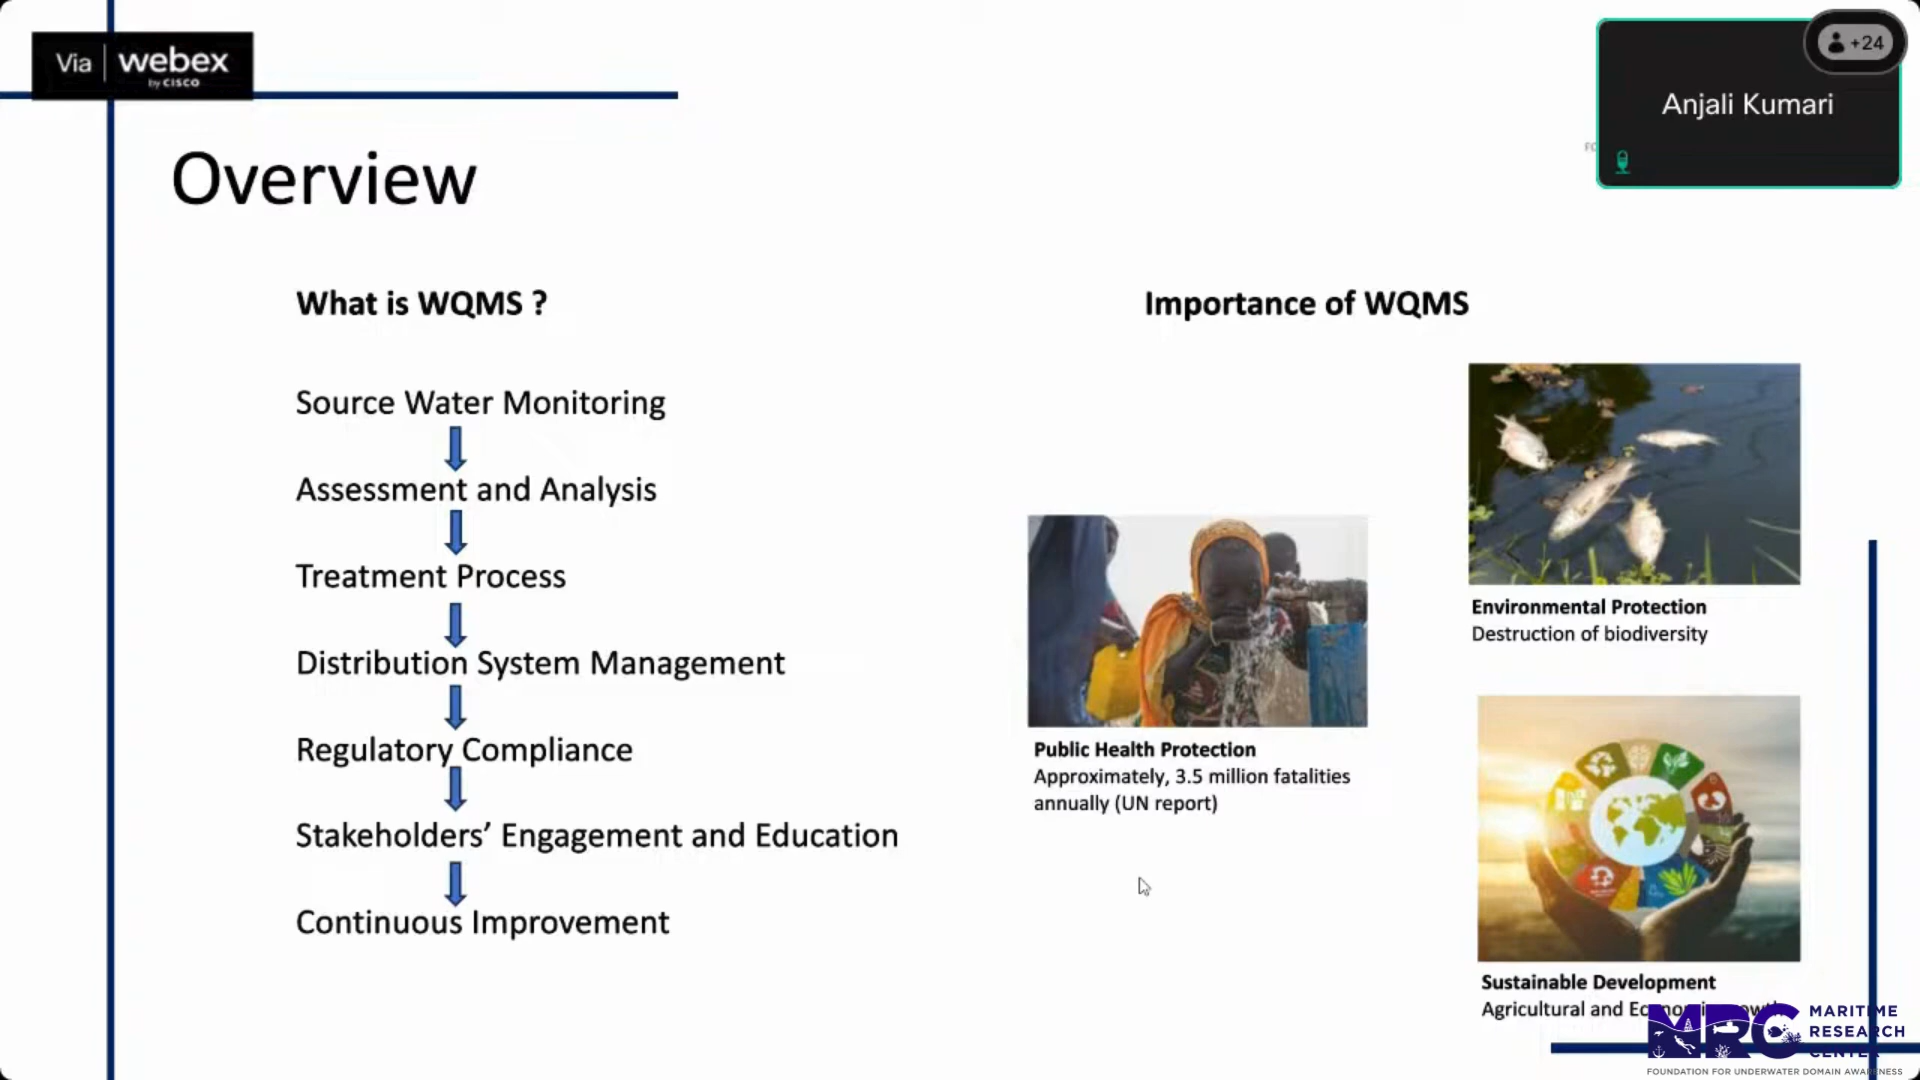 Via webex
by CISCO
+24
Anjali Kumari
Overview
What is WQMS ?
Source Water Monitoring
Assessment and Analysis
Treatment Process
Distribution System Management
Regulatory Compliance
Stakeholders’ Engagement and Education
Continuous Improvement
Importance of WQMS
Environmental Protection
Destruction of biodiversity
Public Health Protection
Approximately, 3.5 million fatalities
annually (UN report)
Sustainable Development
Agricultural and
MRC
MARITIME
RESEARCH
CENTER
FOUNDATION FOR UNDERWATER DOMAIN AWARENESS